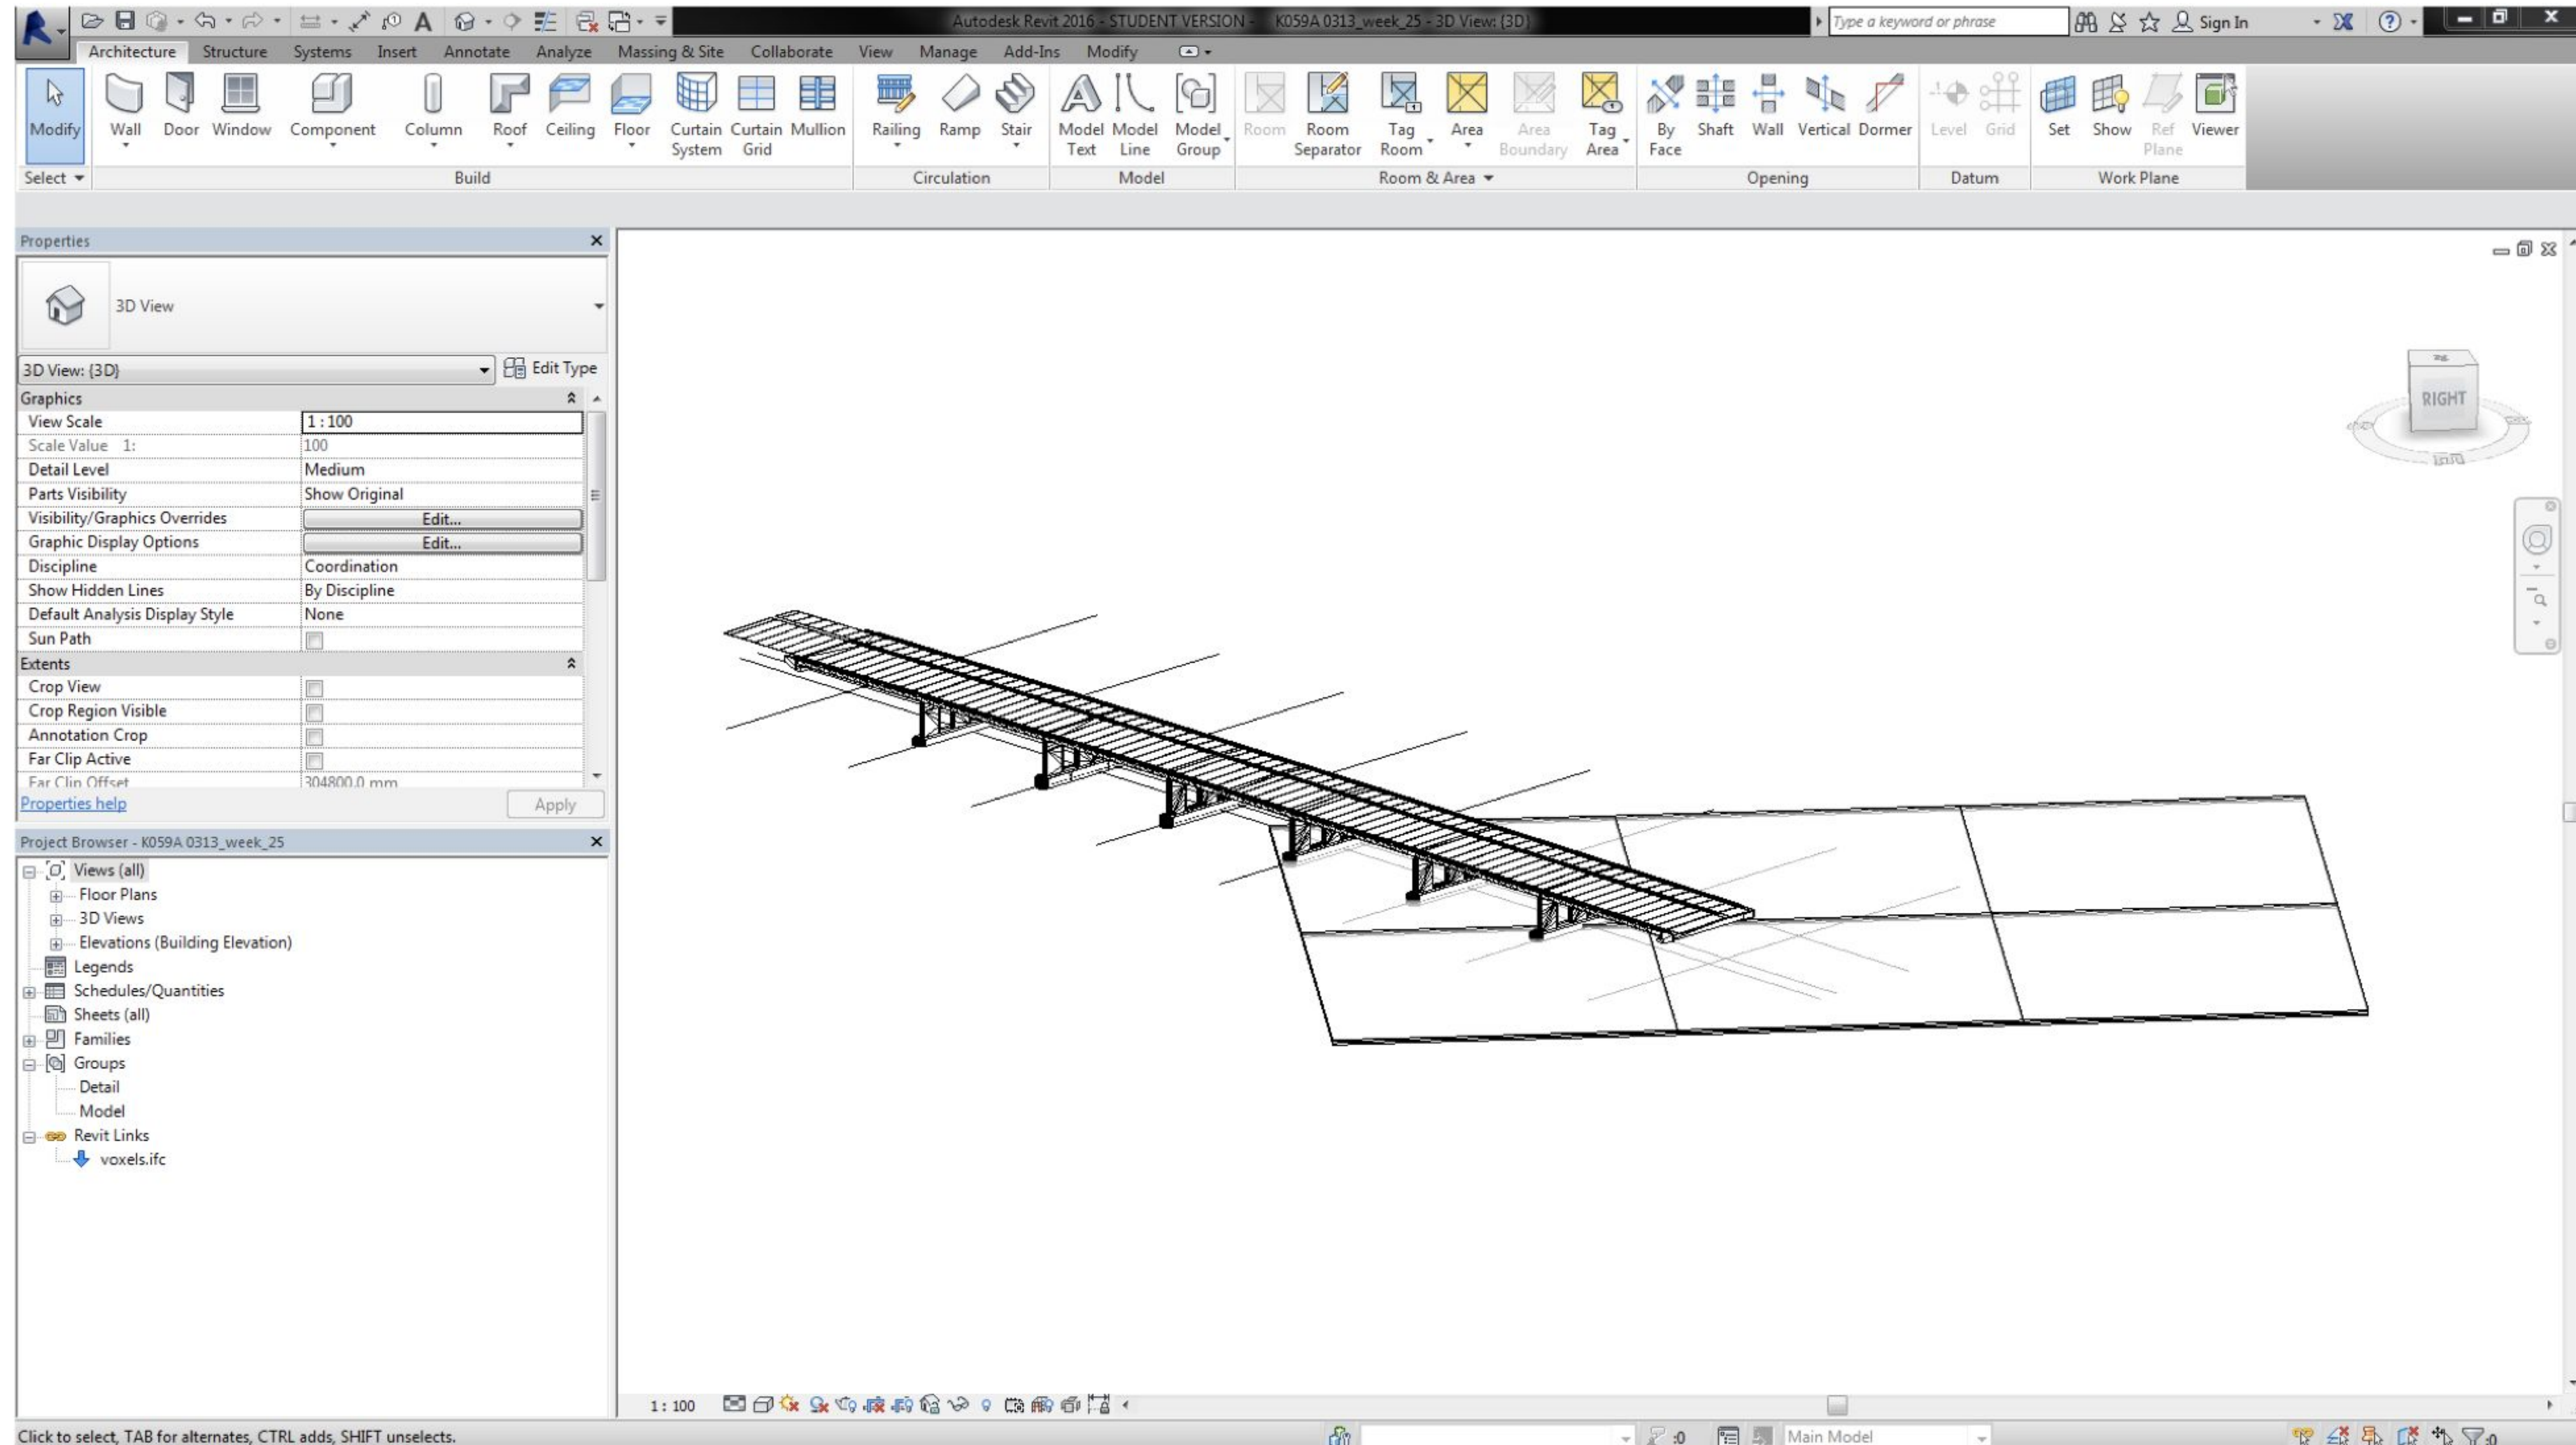 Autodesk Revit 2016 - STUDENT VERSION - K059A 0313_week_25 - 3D View: {3D}
Type a keyword or phrase
Sign In
Architecture Structure Systems Insert Annotate Analyze Massing & Site Collaborate View Manage Add-Ins Modify
Modify Wall Door Window Component Column Roof Ceiling Floor Curtain System Curtain Grid Mullion Railing Ramp Stair Model Text Model Line Model Group Room Room Separator Tag Room Area Area Boundary Tag Area By Face Shaft Wall Vertical Dormer Level Grid Set Show Ref Plane Viewer
Select Build Circulation Model Room & Area Opening Datum Work Plane
Properties
3D View
3D View: {3D} Edit Type
Graphics
View Scale 1 : 100
Scale Value 1: 100
Detail Level Medium
Parts Visibility Show Original
Visibility/Graphics Overrides Edit...
Graphic Display Options Edit...
Discipline Coordination
Show Hidden Lines By Discipline
Default Analysis Display Style None
Sun Path
Extents
Crop View
Crop Region Visible
Annotation Crop
Far Clip Active
Far Clip Offset 304800.0 mm
Properties help Apply
Project Browser - K059A 0313_week_25
Views (all)
Floor Plans
3D Views
Elevations (Building Elevation)
Legends
Schedules/Quantities
Sheets (all)
Families
Groups
Detail
Model
Revit Links
voxels.ifc
RIGHT
1 : 100
Click to select, TAB for alternates, CTRL adds, SHIFT unselects.
:0
Main Model
:0